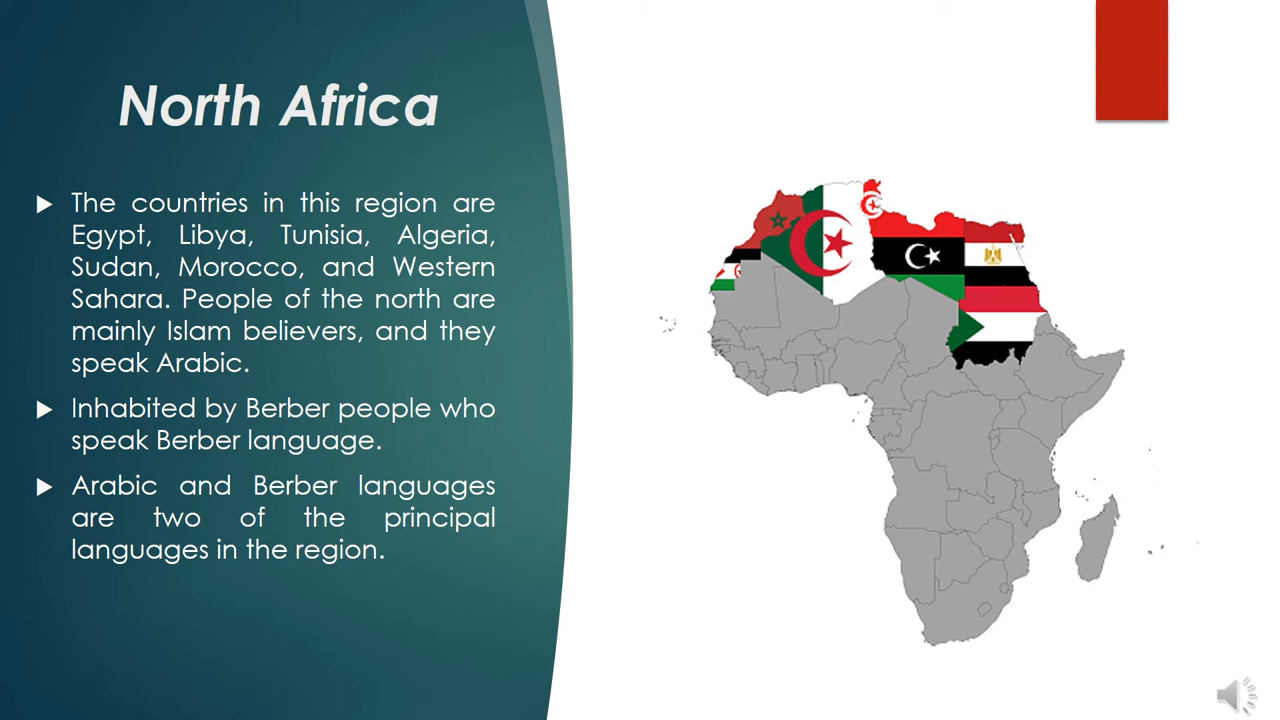 North Africa
The countries in this region are
Egypt, Libya, Tunisia, Algeria,
Sudan, Morocco, and Western
Sahara. People of the north are
mainly Islam believers, and they
speak Arabic.
Inhabited by Berber people who
speak Berber language.
Arabic and Berber languages
are two of the principal
languages in the region.